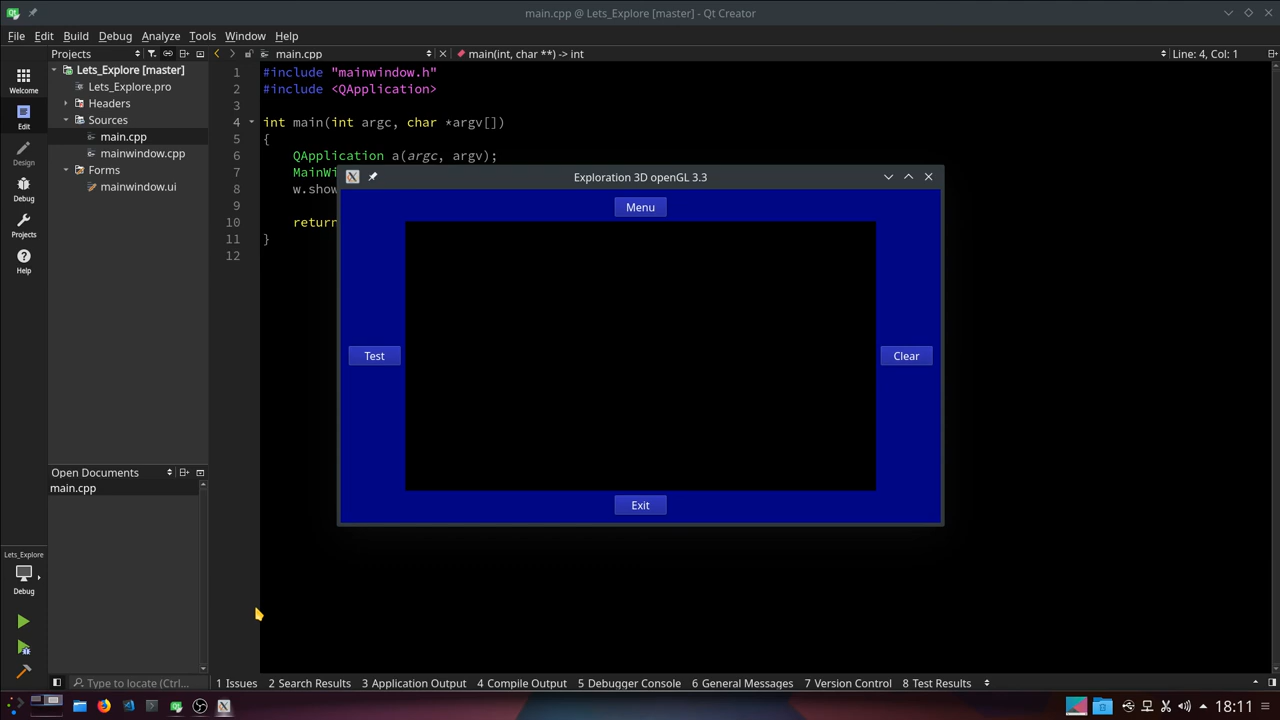 main.cpp @ Lets_Explore [master] - Qt Creator
File Edit Build Debug Analyze Tools Window Help
Projects main.cpp main(int, char **) -> int Line: 4, Col: 1
Welcome
Edit
Design
Debug
Projects
Help
Lets_Explore [master]
Lets_Explore.pro
Headers
Sources
main.cpp
mainwindow.cpp
Forms
mainwindow.ui
1 #include "mainwindow.h"
2 #include <QApplication>
3
4 int main(int argc, char *argv[])
5 {
6 QApplication a(argc, argv);
7 MainWi
8 w.show
9
10 return
11 }
12
Exploration 3D openGL 3.3
Menu
Test
Clear
Exit
Open Documents
main.cpp
Lets_Explore
Debug
Type to locate (Ctrl...
1 Issues 2 Search Results 3 Application Output 4 Compile Output 5 Debugger Console 6 General Messages 7 Version Control 8 Test Results
18:11